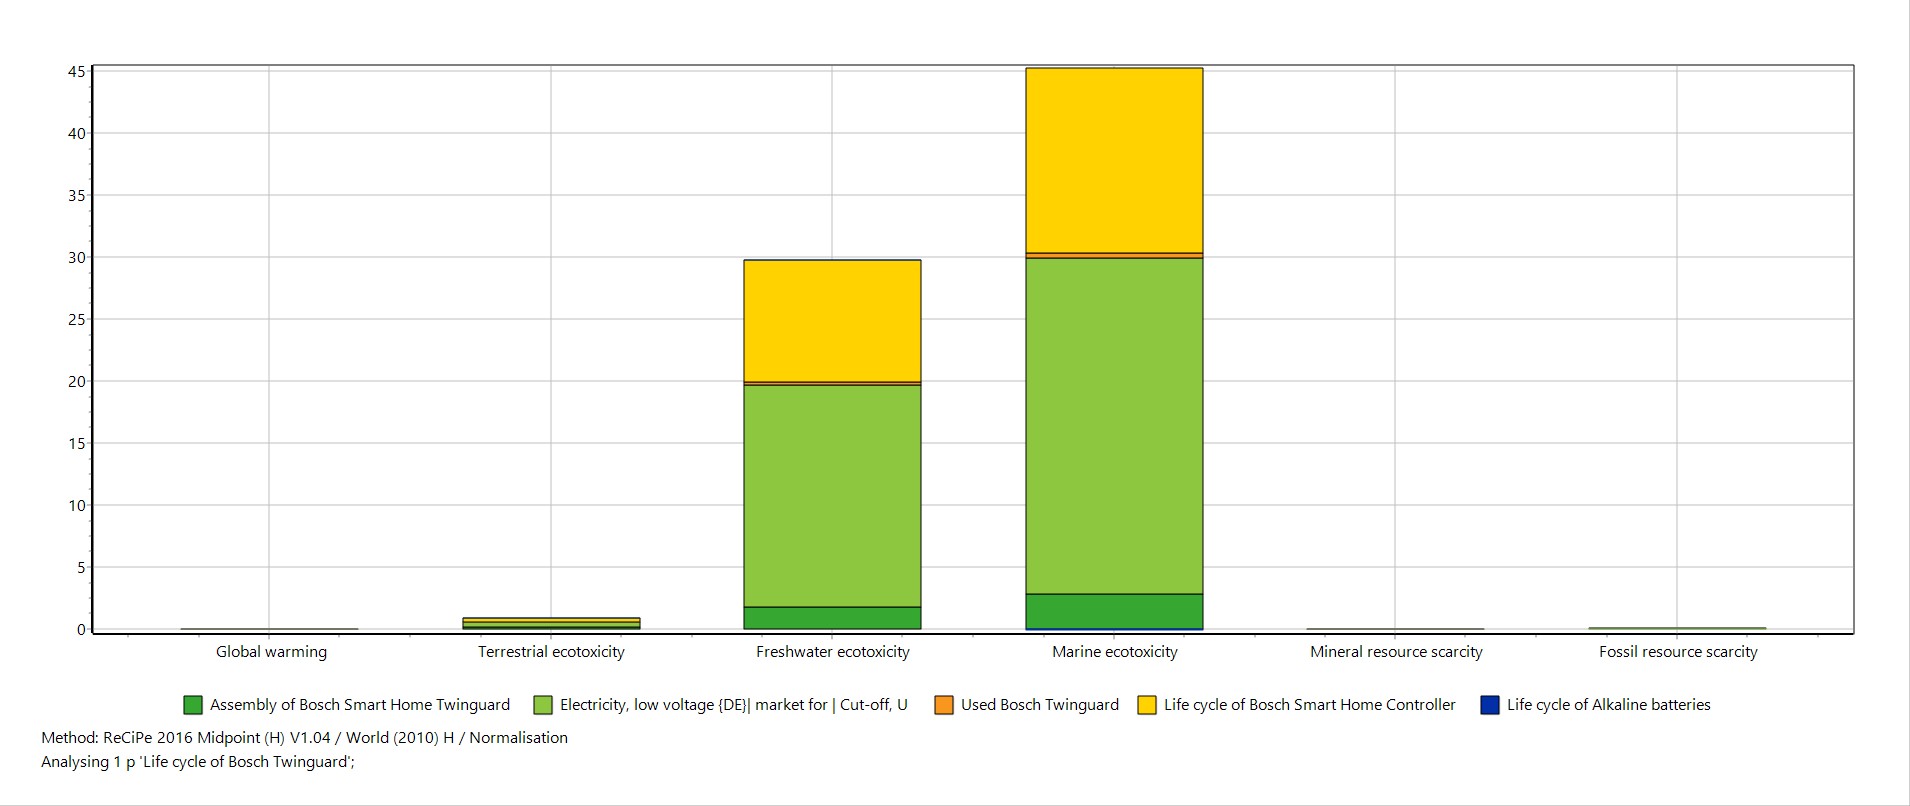 45
40
35
30
25
20
15
10
5
0
Global warming Terrestrial ecotoxicity Freshwater ecotoxicity Marine ecotoxicity Mineral resource scarcity Fossil resource scarcity
Assembly of Bosch Smart Home Twinguard Electricity, low voltage {DE}| market for | Cut-off, U Used Bosch Twinguard Life cycle of Bosch Smart Home Controller Life cycle of Alkaline batteries
Method: ReCiPe 2016 Midpoint (H) V1.04 / World (2010) H / Normalisation
Analysing 1 p 'Life cycle of Bosch Twinguard';